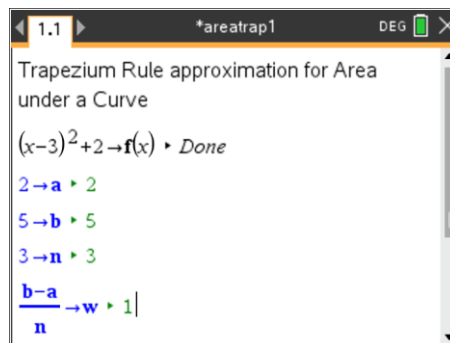 1.1 *areatrap1 DEG
Trapezium Rule approximation for Area
under a Curve
(x-3)²+2→f(x) ▸ Done
2→a ▸ 2
5→b ▸ 5
3→n ▸ 3
b-a
n
→w ▸ 1